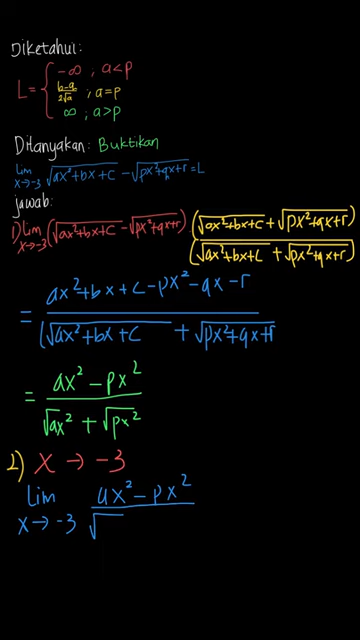 Diketahui:
L = { -∞ ; a < p
(b-q)/(2√a) ; a = p
∞ ; a > p
Ditanyakan: Buktikan
lim x→-3 √(ax²+bx+c) - √(px²+qx+r) = L
jawab:
1) lim x→-3 (√(ax²+bx+c) - √(px²+qx+r)) (√(ax²+bx+c) + √(px²+qx+r)) / (√(ax²+bx+c) + √(px²+qx+r))
= (ax²+bx+c-px²-qx-r) / (√(ax²+bx+c) + √(px²+qx+r)
= (ax² - px²) / (√(ax²) + √(px²))
2) x → -3
Lim x→-3 (ax² - px²) / √